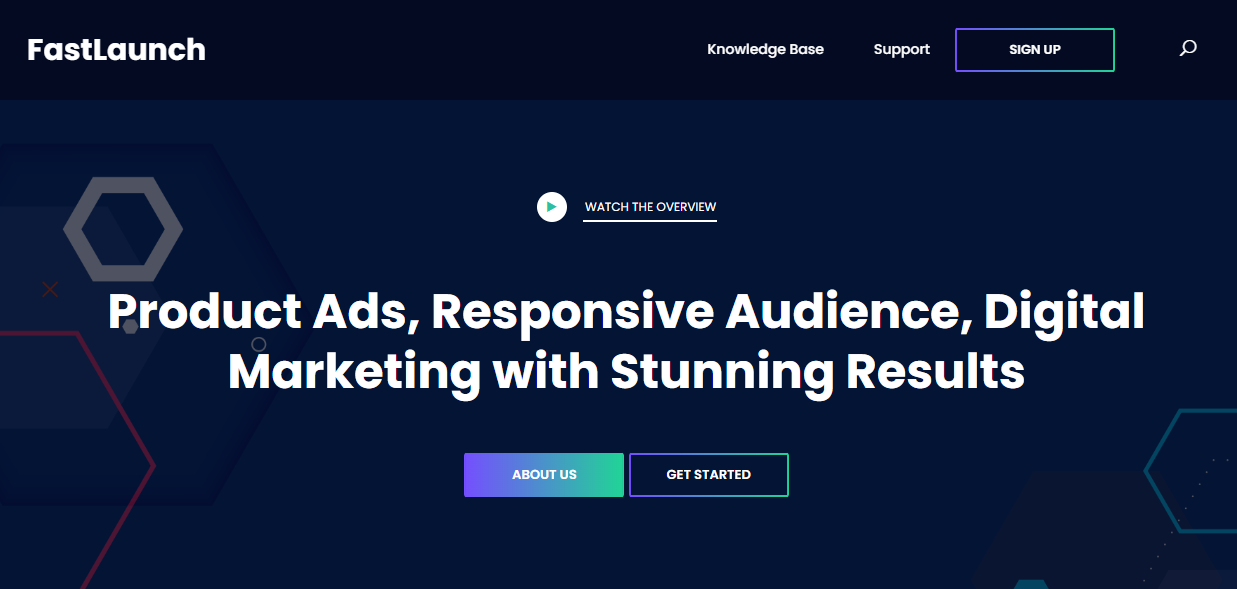 FastLaunch
Knowledge Base
Support
SIGN UP
WATCH THE OVERVIEW
Product Ads, Responsive Audience, Digital
Marketing with Stunning Results
ABOUT US
GET STARTED